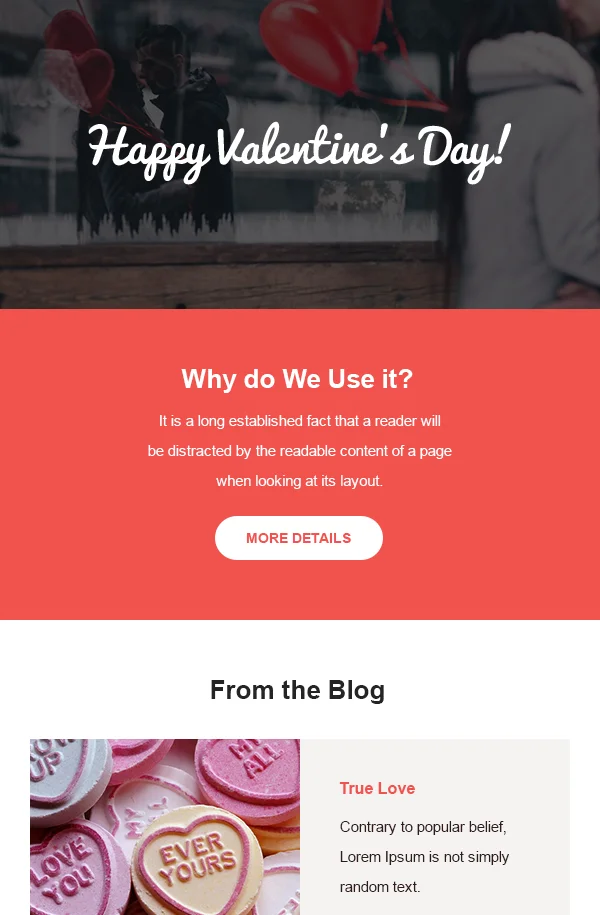 Happy Valentine's Day!
Why do We Use it?
It is a long established fact that a reader will
be distracted by the readable content of a page
when looking at its layout.
MORE DETAILS
From the Blog
GROW
UP
MY
ALL
LOVE
YOU
EVER
YOURS
True Love
Contrary to popular belief,
Lorem Ipsum is not simply
random text.